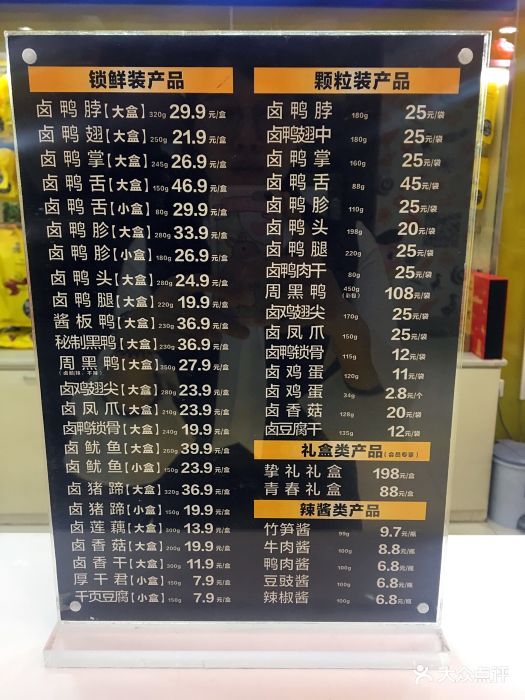 锁鲜装产品
卤鸭脖【大盒】320g 29.9元/盒
卤鸭翅【大盒】250g 21.9元/盒
卤鸭掌【大盒】245g 26.9元/盒
卤鸭舌【大盒】150g 46.9元/盒
卤鸭舌【小盒】80g 29.9元/盒
卤鸭胗【大盒】280g 33.9元/盒
卤鸭胗【小盒】180g 26.9元/盒
卤鸭头【大盒】280g 24.9元/盒
卤鸭腿【大盒】220g 19.9元/盒
酱板鸭【大盒】230g 36.9元/盒
秘制黑鸭【大盒】230g 36.9元/盒
周黑鸭【大盒】350g 27.9元/盒
卤鸡翅尖【大盒】280g 23.9元/盒
卤凤爪【大盒】210g 23.9元/盒
卤鸭锁骨【大盒】240g 19.9元/盒
卤鱿鱼【大盒】260g 39.9元/盒
卤鱿鱼【小盒】150g 23.9元/盒
卤猪蹄【大盒】320g 36.9元/盒
卤猪蹄【小盒】150g 19.9元/盒
卤莲藕【大盒】300g 13.9元/盒
卤香菇【大盒】200g 19.9元/盒
卤香干【大盒】300g 11.9元/盒
厚干君【小盒】150g 7.9元/盒
千页豆腐【小盒】150g 7.9元/盒
颗粒装产品
卤鸭脖 180g 25元/袋
卤鸭翅中 180g 25元/袋
卤鸭掌 160g 25元/袋
卤鸭舌 88g 45元/袋
卤鸭胗 110g 25元/袋
卤鸭头 198g 20元/袋
卤鸭腿 220g 25元/袋
卤鸭肉干 80g 25元/袋
周黑鸭 450g(彩袋) 108元/袋
卤鸡翅尖 170g 25元/袋
卤凤爪 150g 25元/袋
卤鸭锁骨 115g 12元/袋
卤鸡蛋 120g 11元/袋
卤鸡蛋 34g 2.8元/个
卤香菇 128g 20元/袋
卤豆腐干 135g 12元/袋
礼盒类产品(会员专享)
挚礼礼盒 198元/盒
青春礼盒 88元/盒
辣酱类产品
竹笋酱 99g 9.7元/瓶
牛肉酱 100g 8.8元/瓶
鸭肉酱 100g 6.8元/瓶
豆豉酱 100g 6.8元/瓶
辣椒酱 100g 6.8元/瓶
大众点评